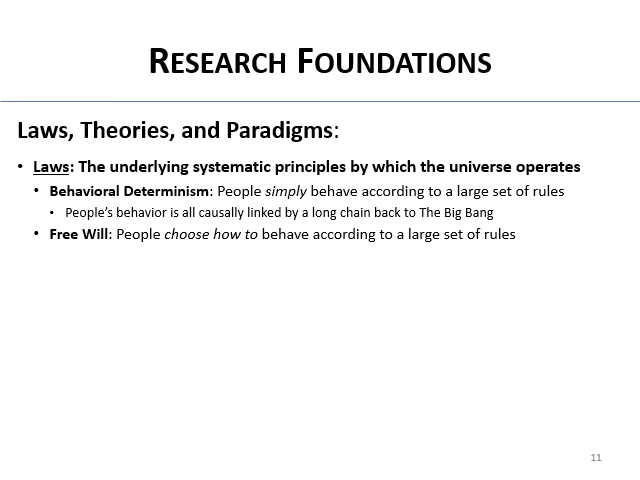 RESEARCH FOUNDATIONS
Laws, Theories, and Paradigms:
• Laws: The underlying systematic principles by which the universe operates
• Behavioral Determinism: People simply behave according to a large set of rules
• People's behavior is all causally linked by a long chain back to The Big Bang
• Free Will: People choose how to behave according to a large set of rules
11